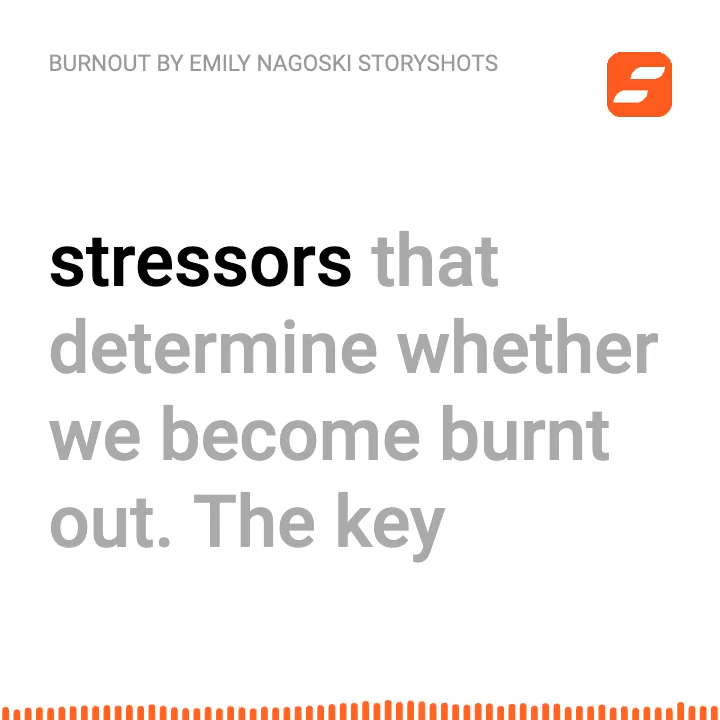 BURNOUT BY EMILY NAGOSKI STORYSHOTS
stressors that
determine whether
we become burnt
out. The key